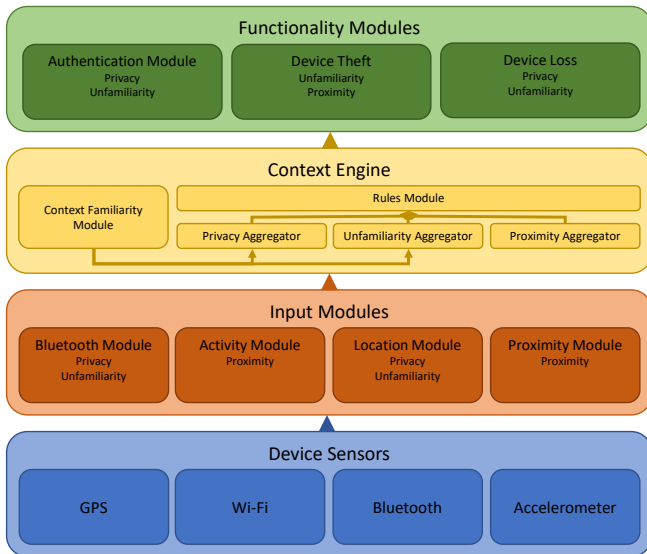 Functionality Modules
Authentication Module
Privacy
Unfamiliarity
Device Theft
Unfamiliarity
Proximity
Device Loss
Privacy
Unfamiliarity
Context Engine
Context Familiarity
Module
Rules Module
Privacy Aggregator
Unfamiliarity Aggregator
Proximity Aggregator
Input Modules
Bluetooth Module
Privacy
Unfamiliarity
Activity Module
Proximity
Location Module
Privacy
Unfamiliarity
Proximity Module
Proximity
Device Sensors
GPS
Wi-Fi
Bluetooth
Accelerometer